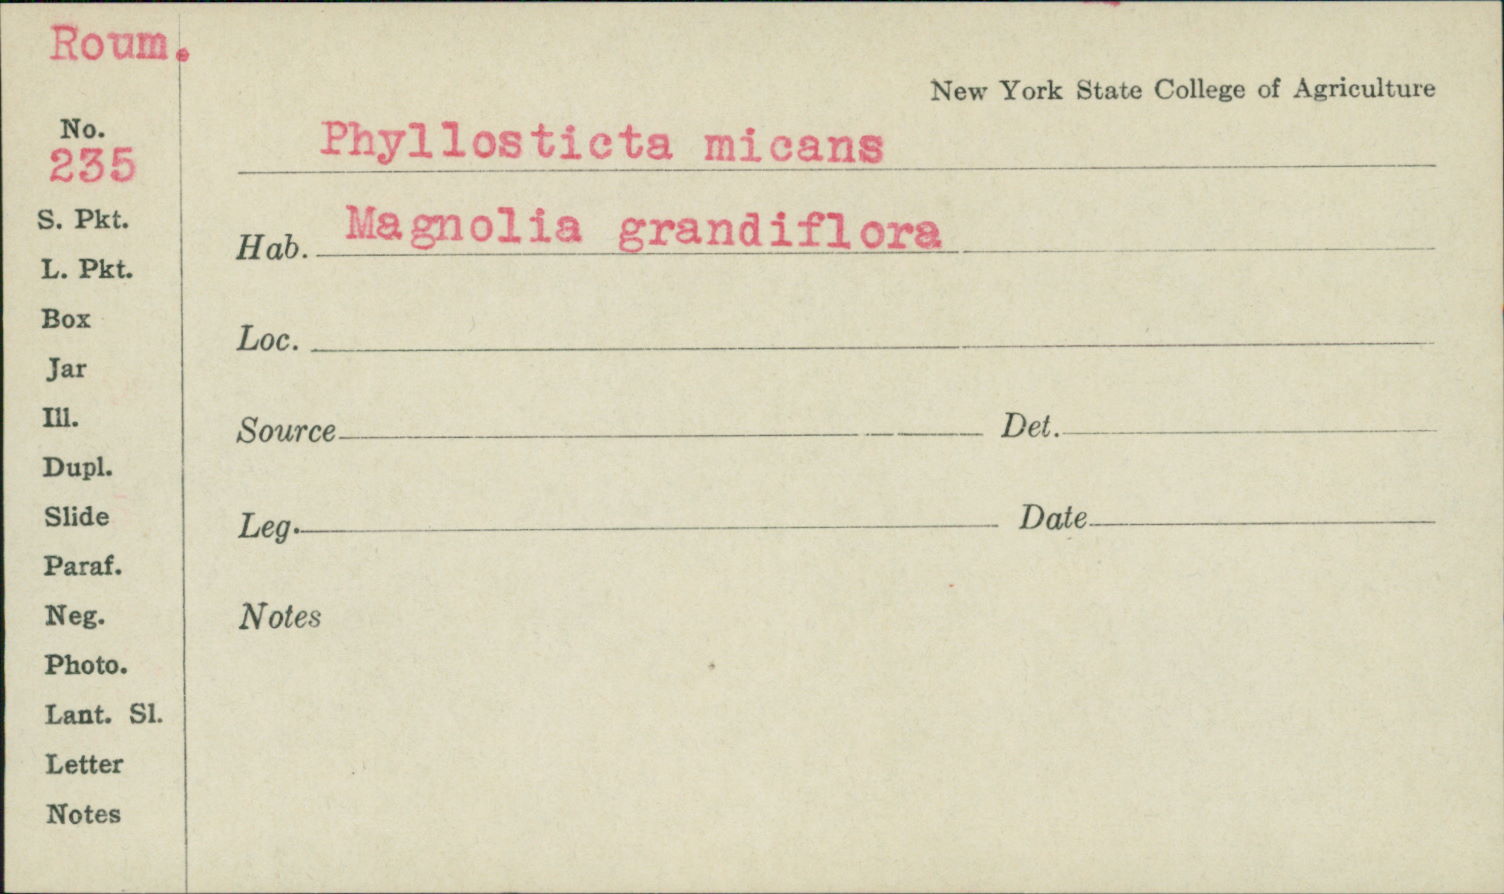 Roum.
New York State College of Agriculture
No.
235
Phyllosticta micans
S. Pkt.
Hab. Magnolia grandiflora
L. Pkt.
Box
Loc.
Jar
Ill.
Source Det.
Dupl.
Slide
Leg. Date
Paraf.
Neg.
Notes
Photo.
Lant. Sl.
Letter
Notes